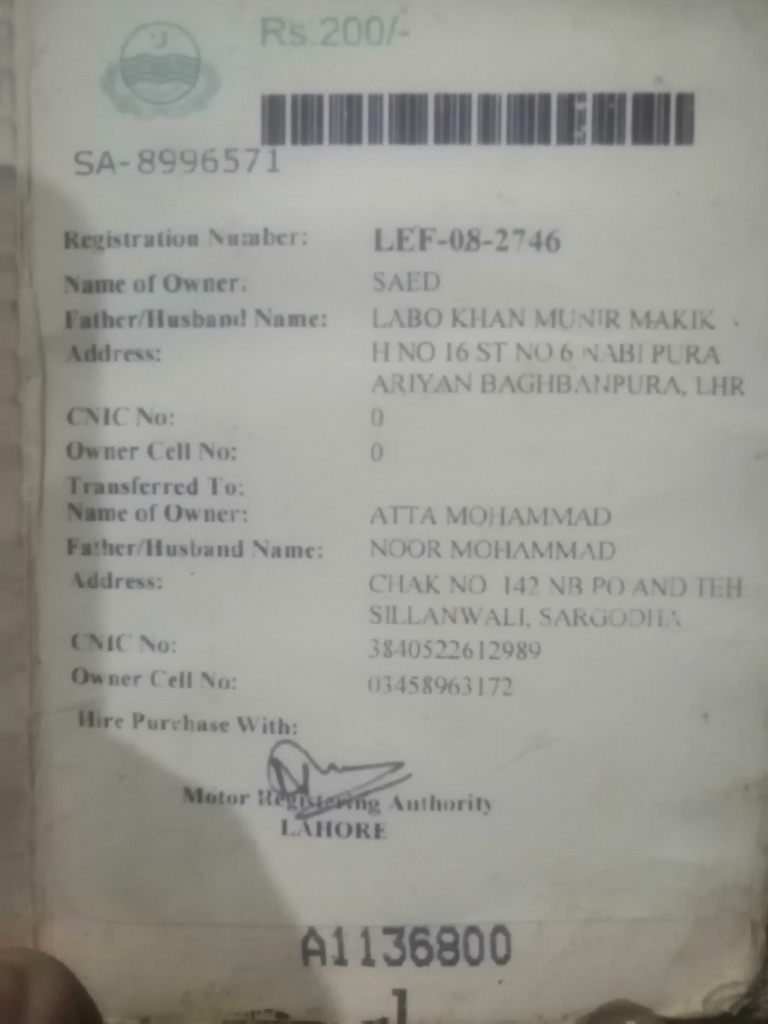 Rs.200/-
SA-8996571
Registration Number: LEF-08-2746
Name of Owner: SAED
Father/Husband Name: LABO KHAN MUNIR MAKIK
Address: H NO 16 ST NO 6 NABI PURA
ARIYAN BAGHBANPURA, LHR
CNIC No: 0
Owner Cell No: 0
Transferred To:
Name of Owner: ATTA MOHAMMAD
Father/Husband Name: NOOR MOHAMMAD
Address: CHAK NO 142 NB PO AND TEH
SILLANWALI, SARGODHA
CNIC No: 3840522612989
Owner Cell No: 03458963172
Hire Purchase With:
Motor Registering Authority
LAHORE
A1136800
1